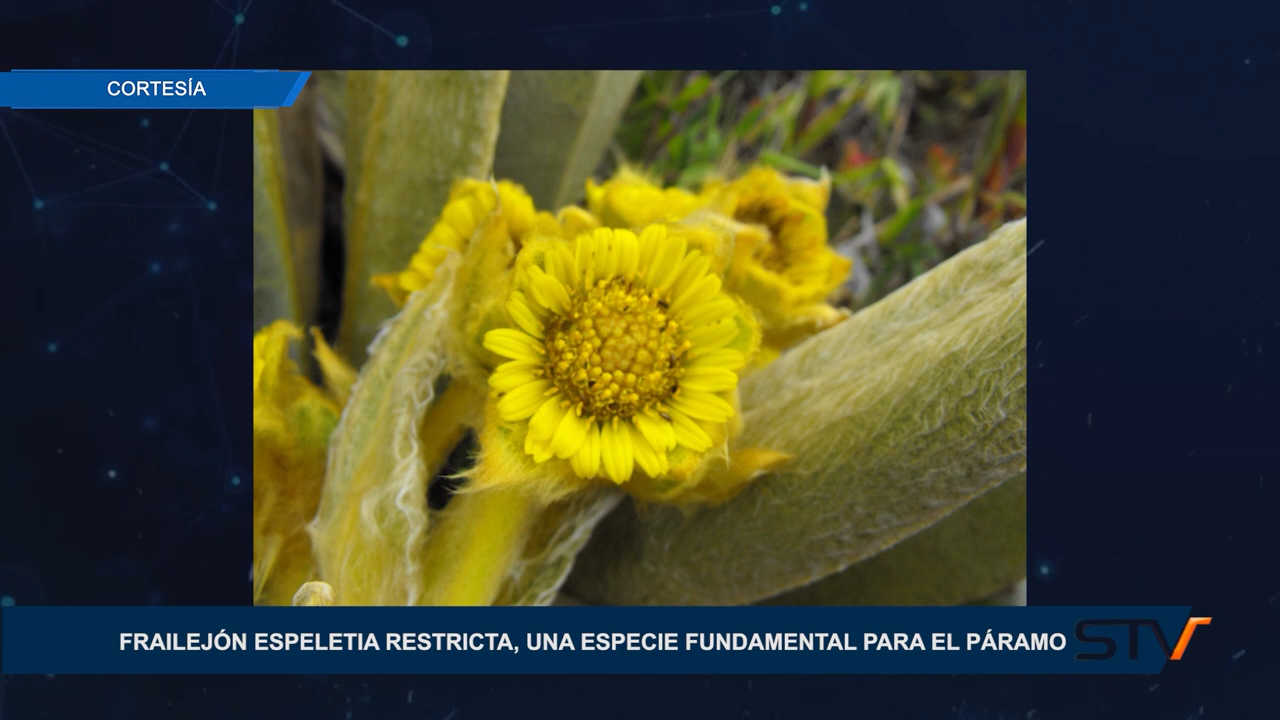 CORTESÍA
FRAILEJÓN ESPELETIA RESTRICTA, UNA ESPECIE FUNDAMENTAL PARA EL PÁRAMO
STV